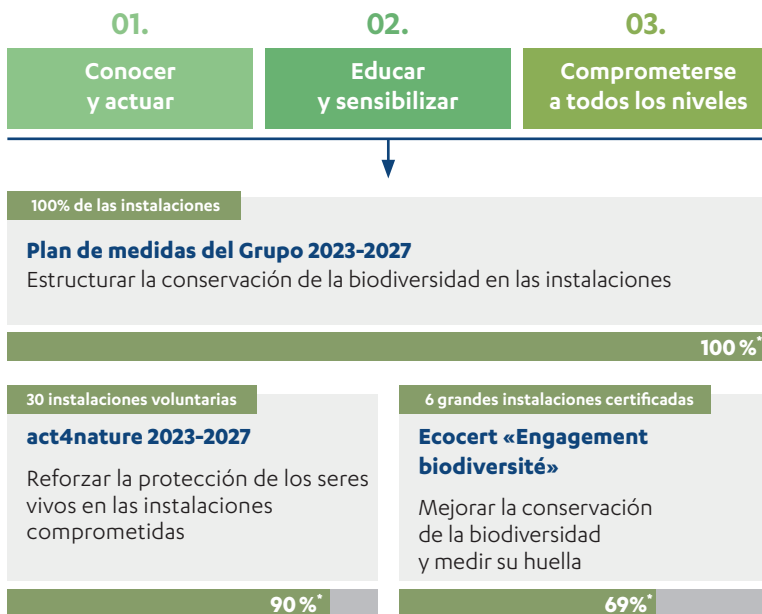 01.
Conocer
y actuar
02.
Educar
y sensibilizar
03.
Comprometerse
a todos los niveles
100% de las instalaciones
Plan de medidas del Grupo 2023-2027
Estructurar la conservación de la biodiversidad en las instalaciones
100 %*
30 instalaciones voluntarias
act4nature 2023-2027
Reforzar la protección de los seres
vivos en las instalaciones
comprometidas
90 %*
6 grandes instalaciones certificadas
Ecocert «Engagement
biodiversité»
Mejorar la conservación
de la biodiversidad
y medir su huella
69%*